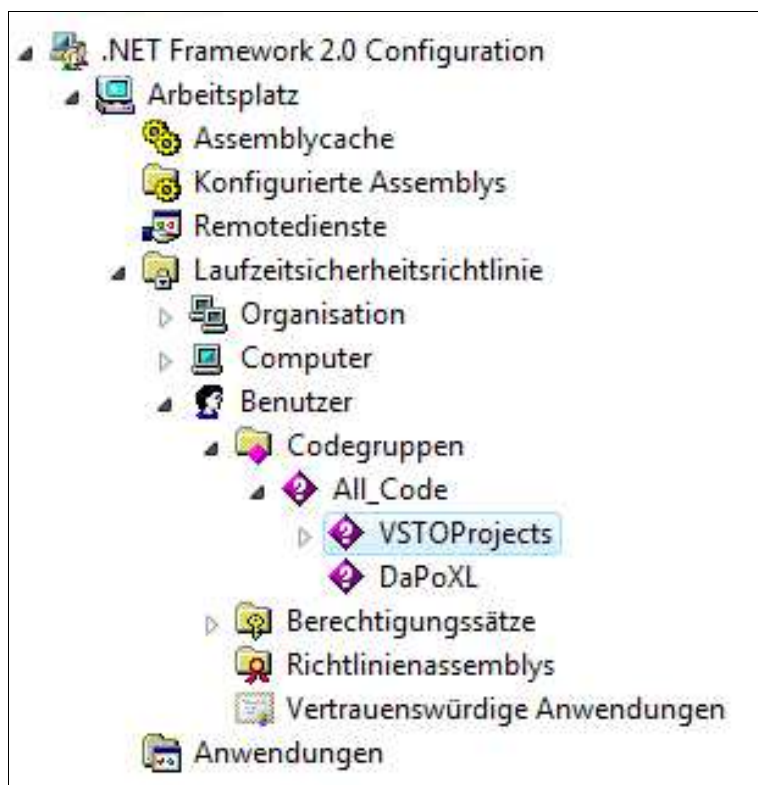 .NET Framework 2.0 Configuration
Arbeitsplatz
Assemblycache
Konfigurierte Assemblys
Remotedienste
Laufzeitsicherheitsrichtlinie
Organisation
Computer
Benutzer
Codegruppen
All_Code
VSTOProjects
DaPoXL
Berechtigungssätze
Richtlinienassemblys
Vertrauenswürdige Anwendungen
Anwendungen